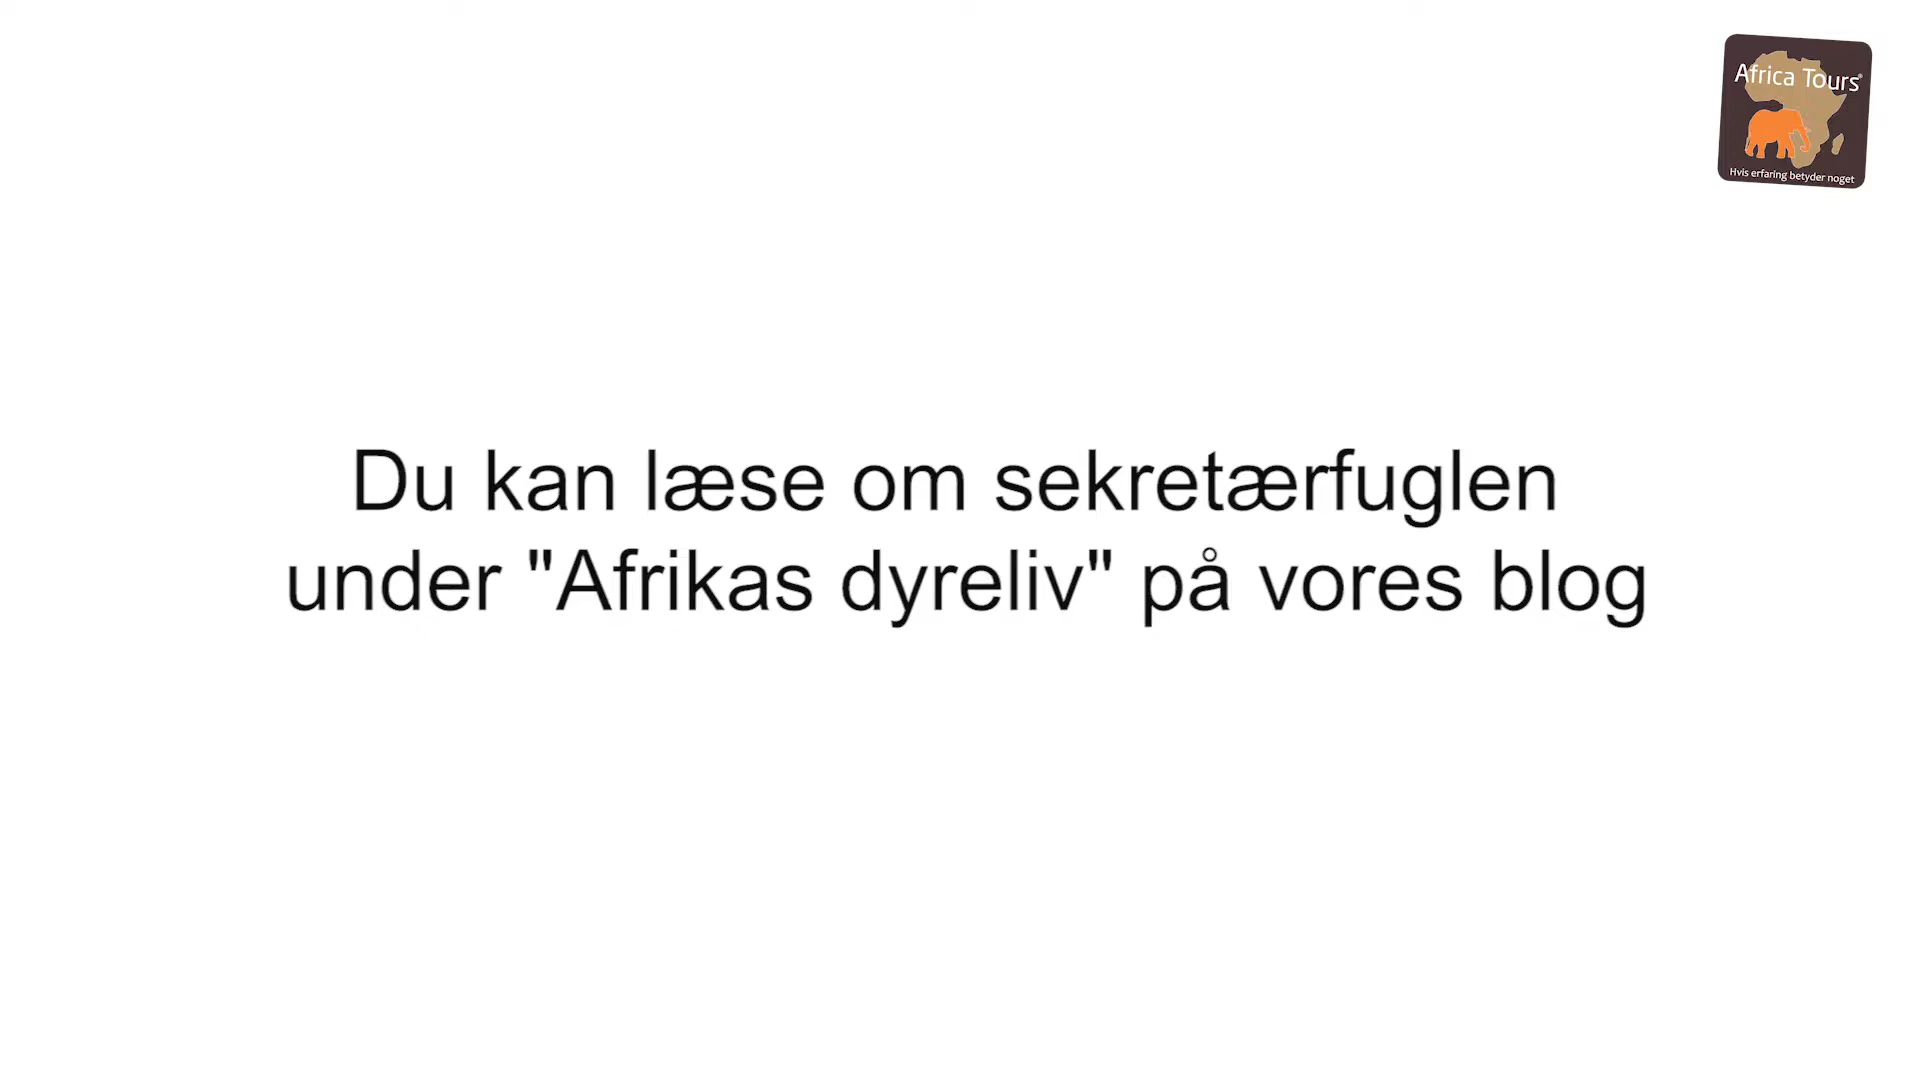 Africa Tours®
Hvis erfaring betyder noget
Du kan læse om sekretærfuglen
under "Afrikas dyreliv" på vores blog